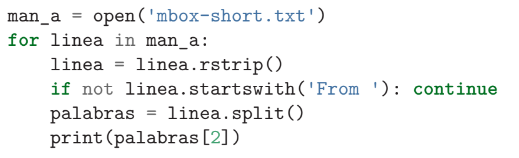 man_a = open('mbox-short.txt')
for linea in man_a:
    linea = linea.rstrip()
    if not linea.startswith('From '): continue
    palabras = linea.split()
    print(palabras[2])